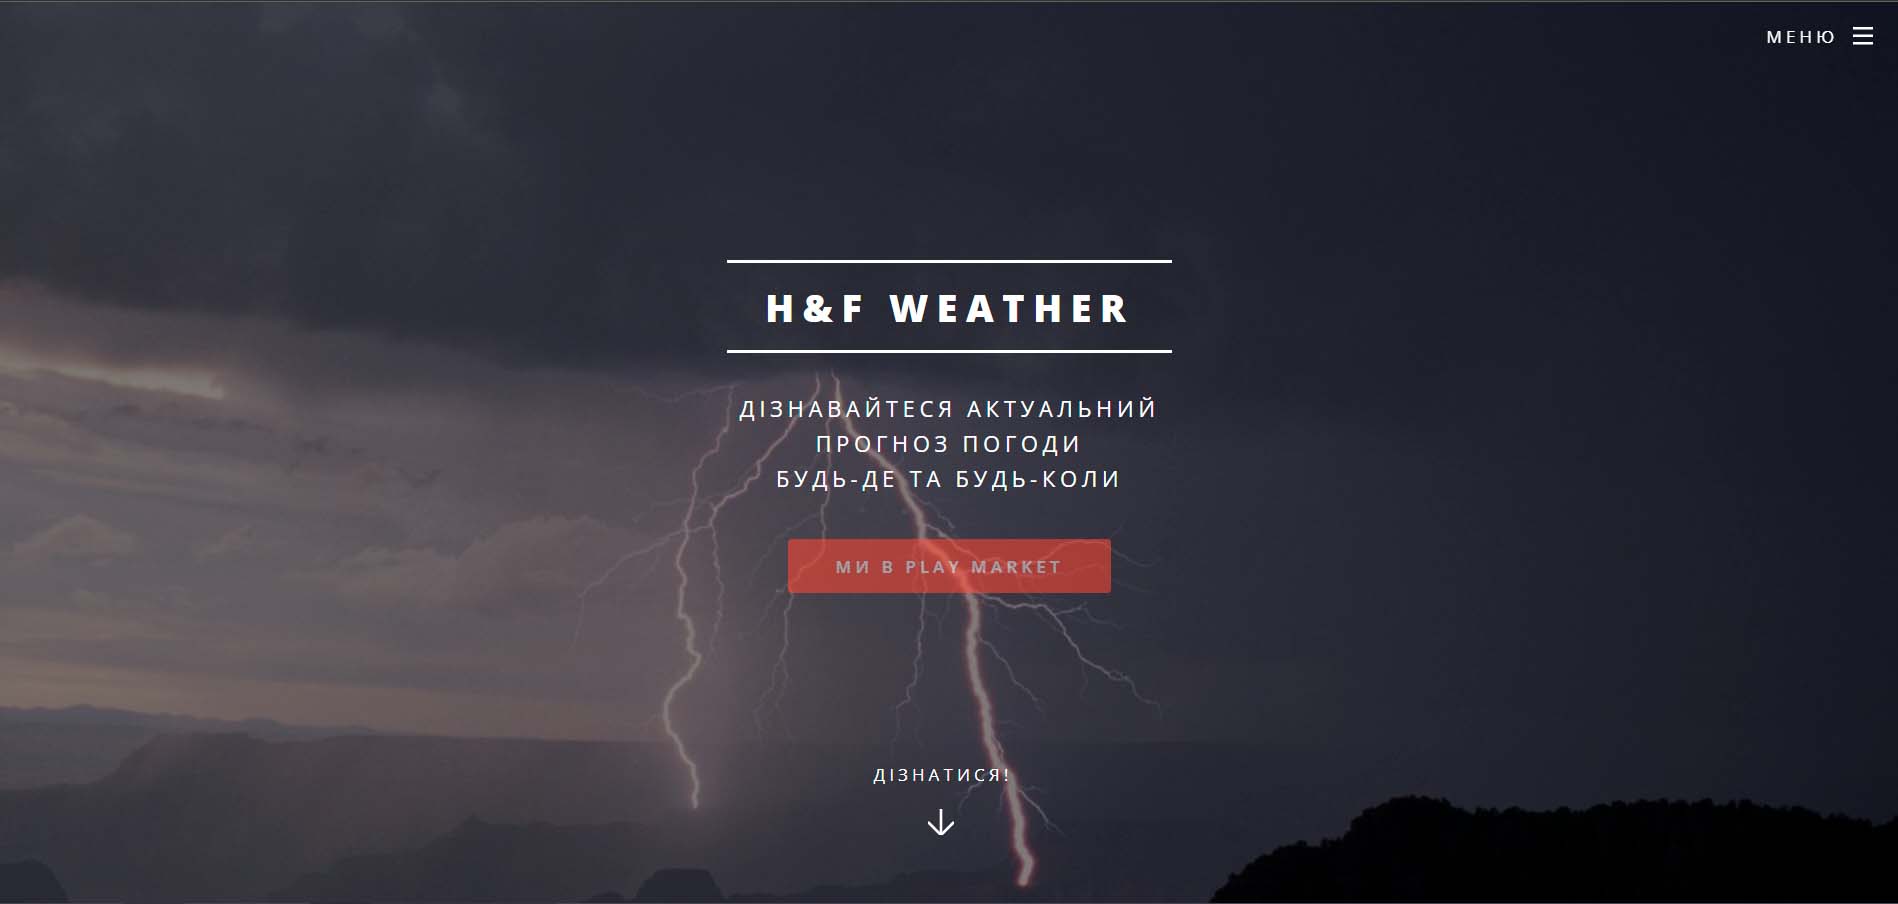 МЕНЮ
H&F WEATHER
ДІЗНАВАЙТЕСЯ АКТУАЛЬНИЙ
ПРОГНОЗ ПОГОДИ
БУДЬ-ДЕ ТА БУДЬ-КОЛИ
МИ В PLAY MARKET
ДІЗНАТИСЯ!